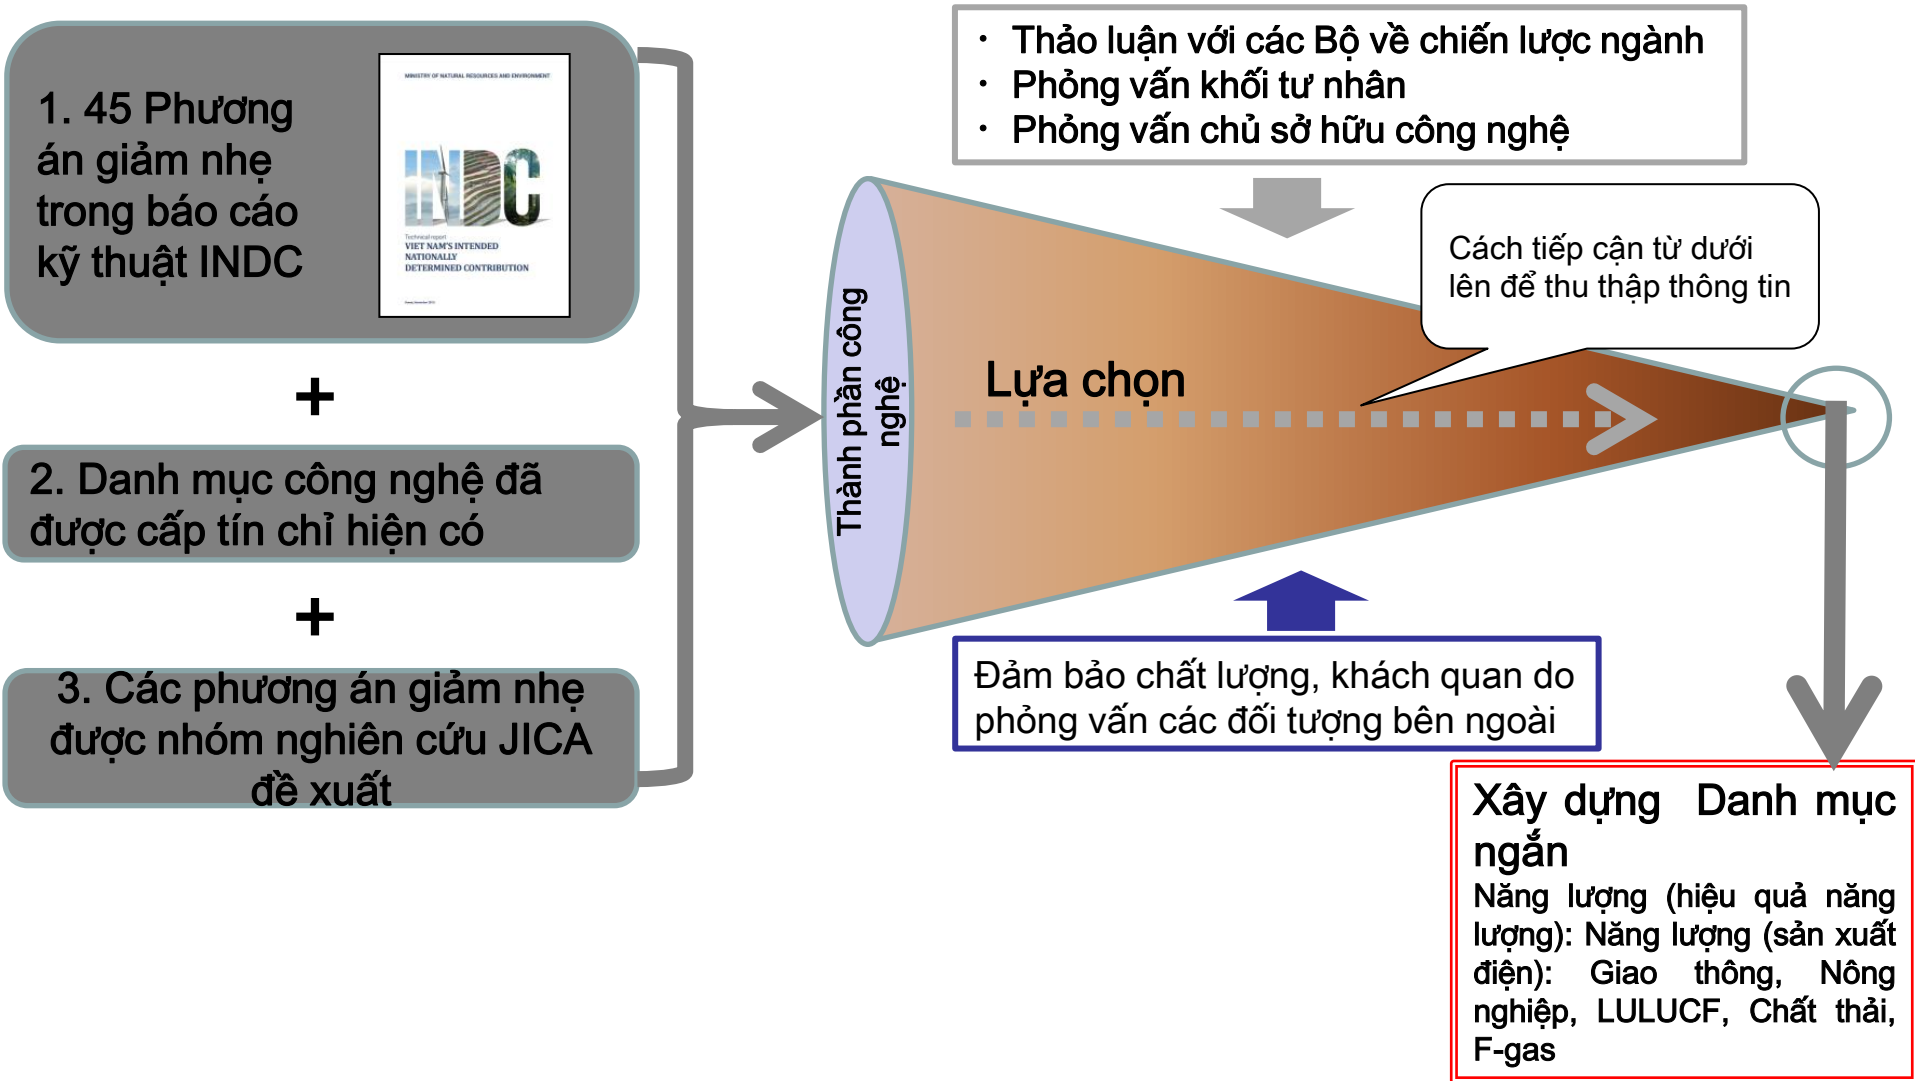 1. 45 Phương
án giảm nhẹ
trong báo cáo
kỹ thuật INDC
MINISTRY OF NATURAL RESOURCES AND ENVIRONMENT
INDC
Technical report
VIET NAM'S INTENDED
NATIONALLY
DETERMINED CONTRIBUTION
+
2. Danh mục công nghệ đã
được cấp tín chỉ hiện có
+
3. Các phương án giảm nhẹ
được nhóm nghiên cứu JICA
đề xuất
Thành phần công
nghệ
• Thảo luận với các Bộ về chiến lược ngành
• Phỏng vấn khối tư nhân
• Phỏng vấn chủ sở hữu công nghệ
Cách tiếp cận từ dưới
lên để thu thập thông tin
Lựa chọn
Đảm bảo chất lượng, khách quan do
phỏng vấn các đối tượng bên ngoài
Xây dựng Danh mục
ngắn
Năng lượng (hiệu quả năng
lượng): Năng lượng (sản xuất
điện): Giao thông, Nông
nghiệp, LULUCF, Chất thải,
F-gas